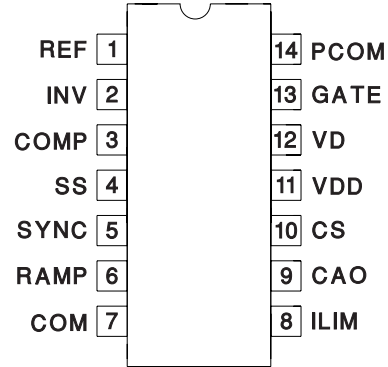 REF 1 14 PCOM
INV 2 13 GATE
COMP 3 12 VD
SS 4 11 VDD
SYNC 5 10 CS
RAMP 6 9 CAO
COM 7 8 ILIM